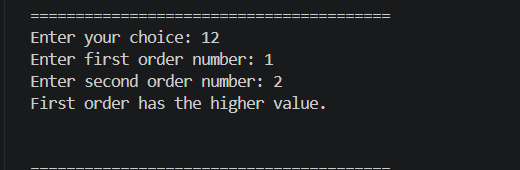 ========================================
Enter your choice: 12
Enter first order number: 1
Enter second order number: 2
First order has the higher value.
========================================